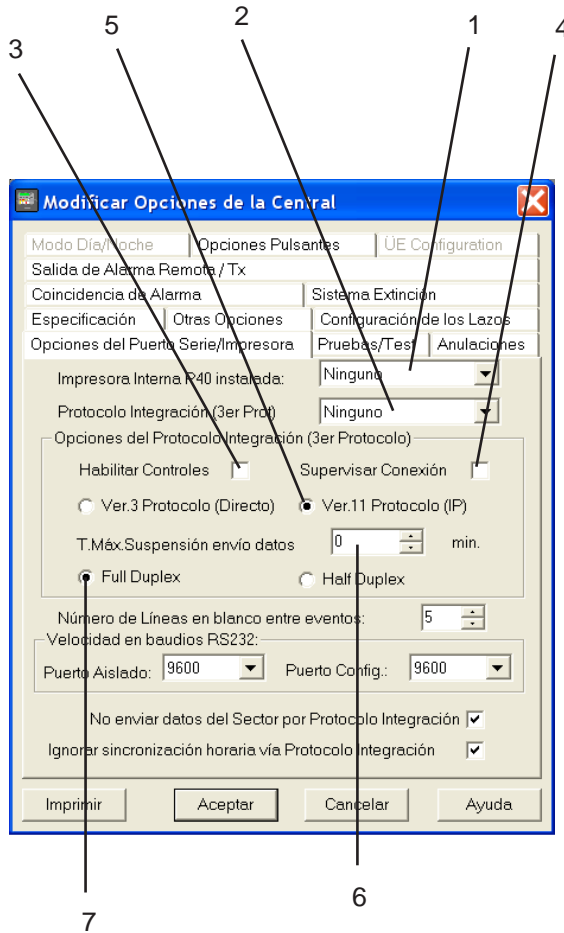 5
2
1
4
3
Modificar Opciones de la Central
Modo Día/Noche Opciones Pulsantes ÜE Configuration
Salida de Alarma Remota / Tx
Coincidencia de Alarma Sistema Extinción
Especificación Otras Opciones Configuración de los Lazos
Opciones del Puerto Serie/Impresora Pruebas/Test Anulaciones
Impresora Interna P40 instalada: Ninguno
Protocolo Integración (3er Prot) Ninguno
Opciones del Protocolo Integración (3er Protocolo)
Habilitar Controles Supervisar Conexión
Ver.3 Protocolo (Directo) Ver.11 Protocolo (IP)
T.Máx.Suspensión envío datos 0 min.
Full Duplex Half Duplex
Número de Líneas en blanco entre eventos: 5
Velocidad en baudios RS232:
Puerto Aislado: 9600 Puerto Config.: 9600
No enviar datos del Sector por Protocolo Integración
Ignorar sincronización horaria vía Protocolo Integración
Imprimir Aceptar Cancelar Ayuda
6
7